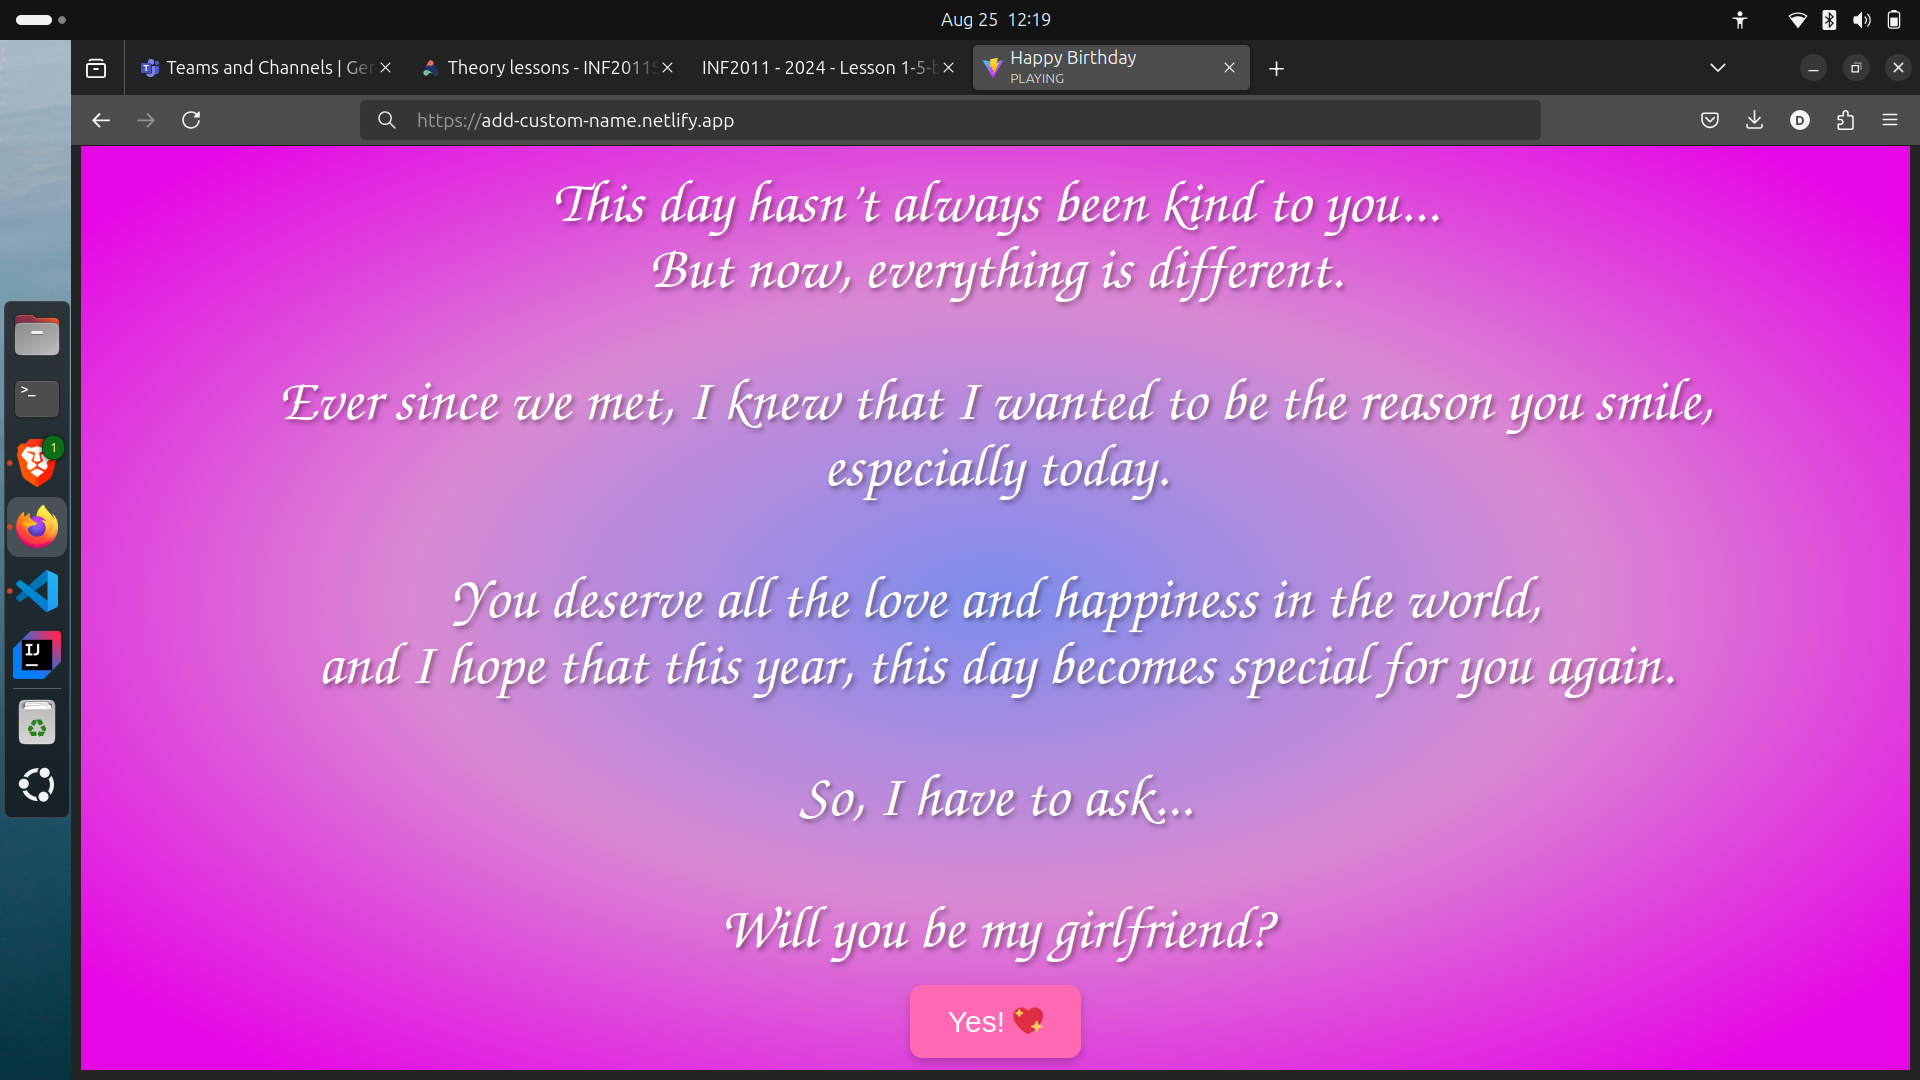 Aug 25 12:19
Teams and Channels | Ger
Theory lessons - INF2011S
INF2011 - 2024 - Lesson 1-5-b
Happy Birthday
PLAYING
https://add-custom-name.netlify.app
D
This day hasn't always been kind to you...
But now, everything is different.
Ever since we met, I knew that I wanted to be the reason you smile,
especially today.
You deserve all the love and happiness in the world,
and I hope that this year, this day becomes special for you again.
So, I have to ask...
Will you be my girlfriend?
Yes! 💖
>_
1
IJ